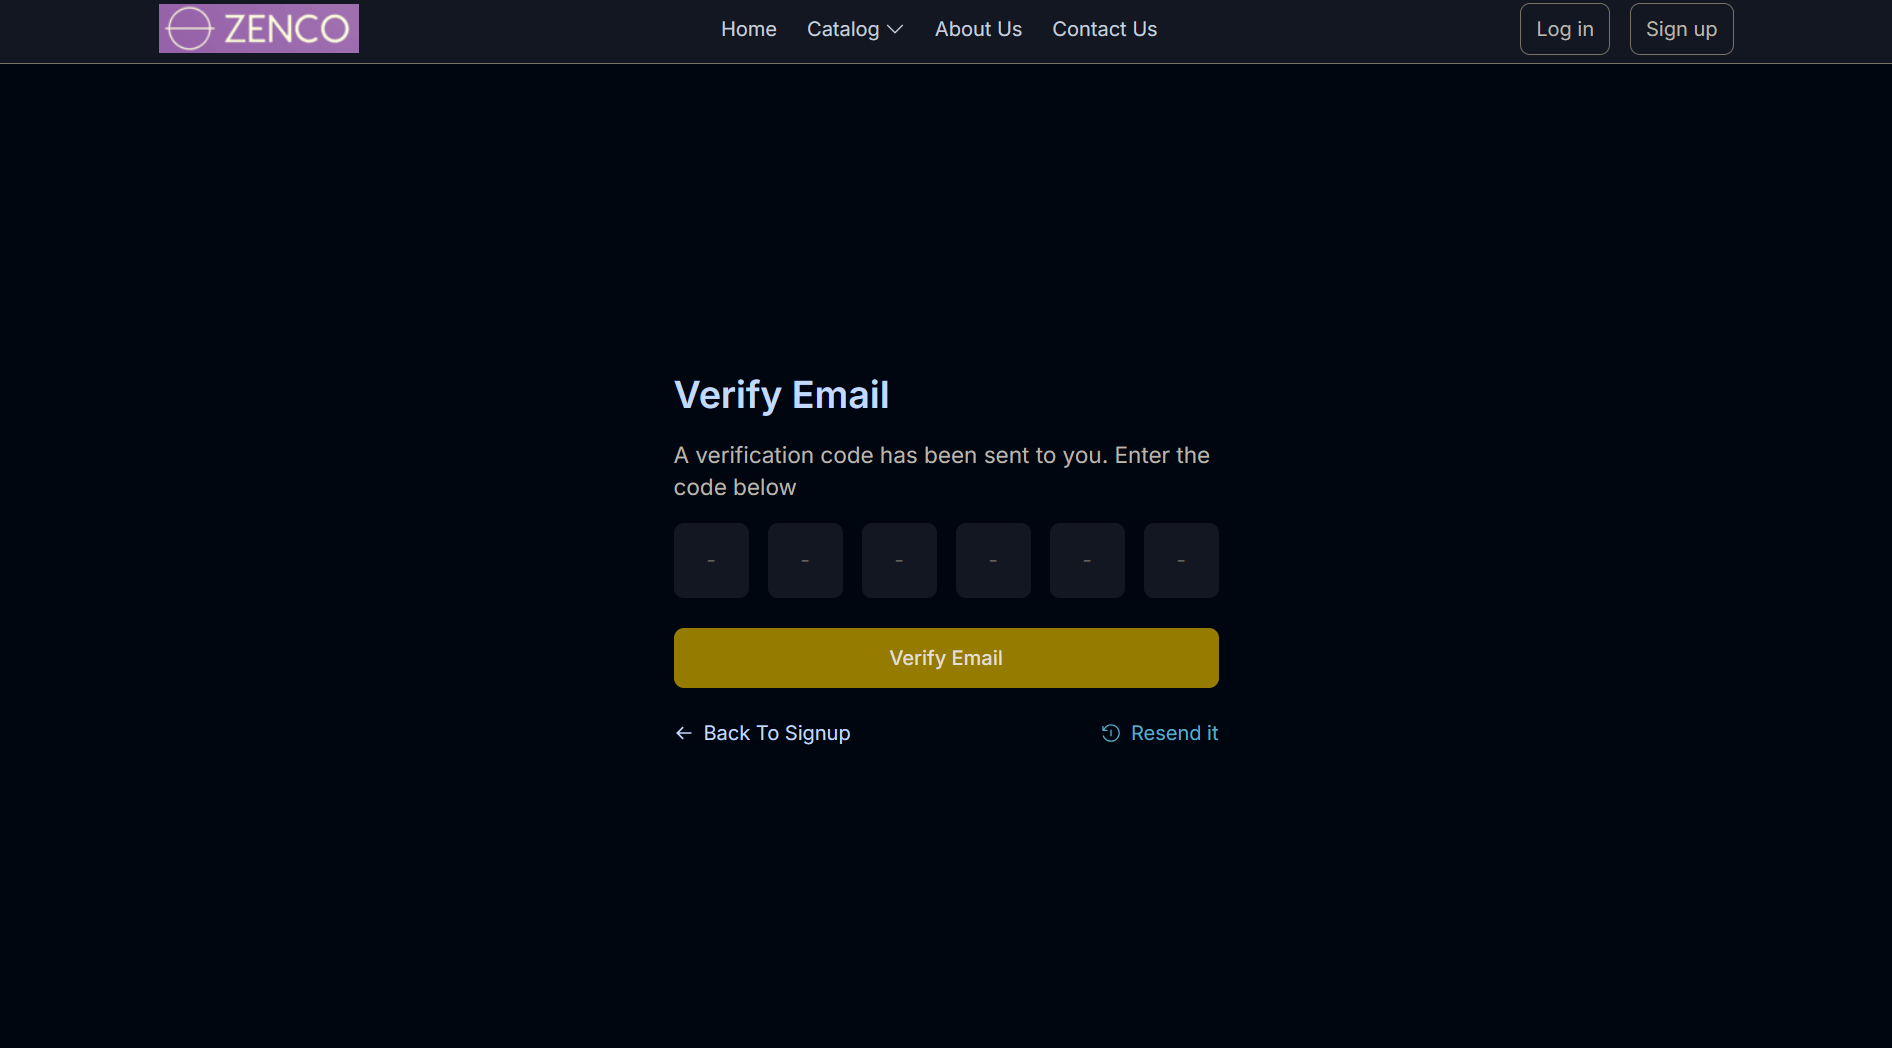 ZENCO
Home
Catalog
About Us
Contact Us
Log in
Sign up
Verify Email
A verification code has been sent to you. Enter the
code below
- - - - - -
Verify Email
Back To Signup
Resend it